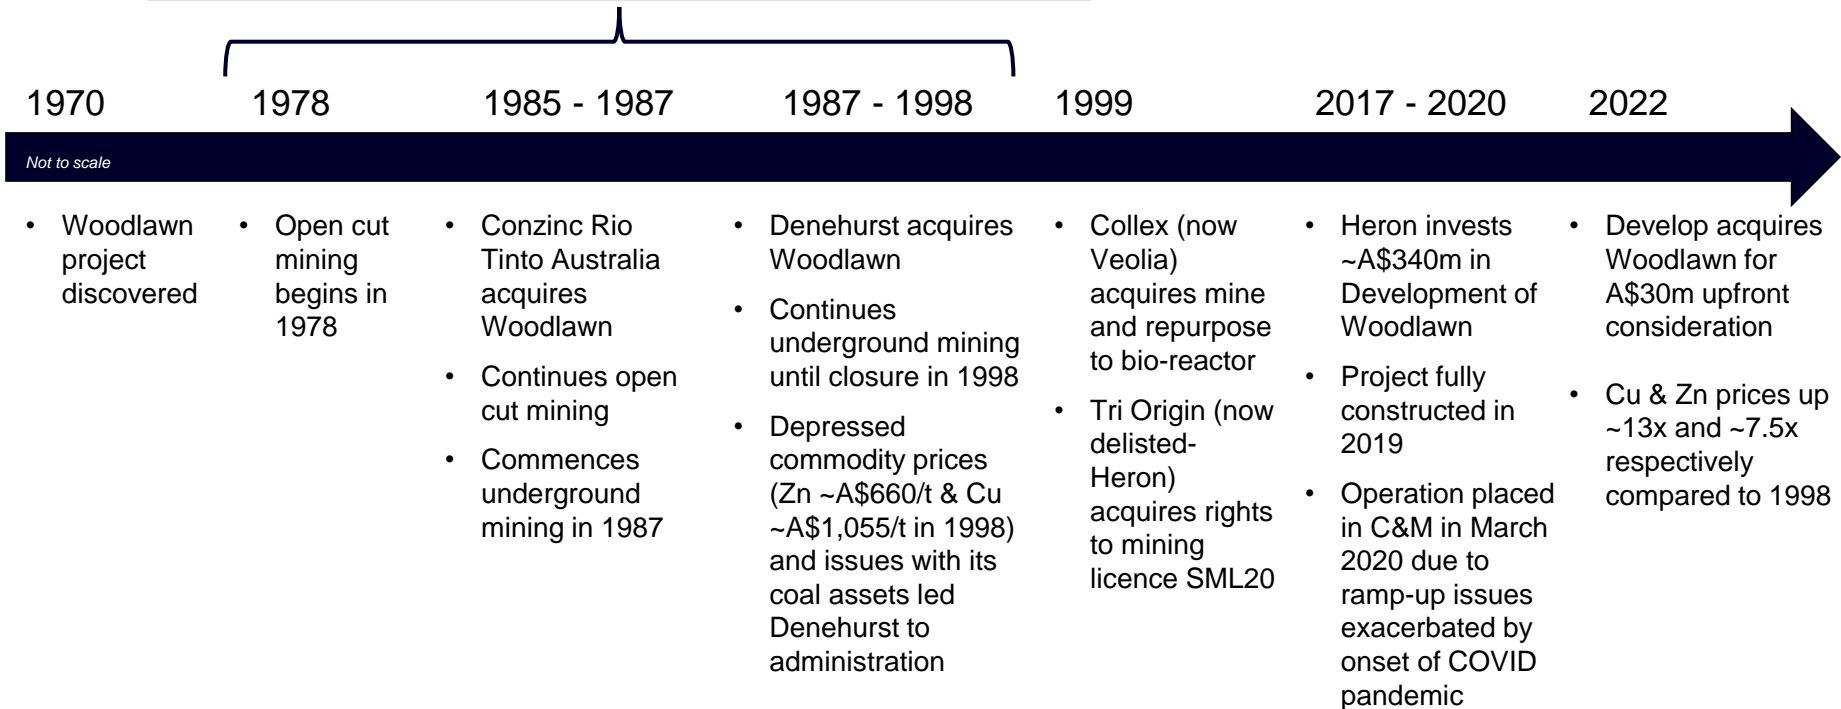 1970
1978
1985 - 1987
1987 - 1998
1999
2017 - 2020
2022
Not to scale
• Woodlawn
project
discovered
• Open cut
mining
begins in
1978
• Conzinc Rio
Tinto Australia
acquires
Woodlawn
• Continues open
cut mining
• Commences
underground
mining in 1987
• Denehurst acquires
Woodlawn
• Continues
underground mining
until closure in 1998
• Depressed
commodity prices
(Zn ~A$660/t & Cu
~A$1,055/t in 1998)
and issues with its
coal assets led
Denehurst to
administration
• Collex (now
Veolia)
acquires mine
and repurpose
to bio-reactor
• Tri Origin (now
delisted-
Heron)
acquires rights
to mining
licence SML20
• Heron invests
~A$340m in
Development of
Woodlawn
• Project fully
constructed in
2019
• Operation placed
in C&M in March
2020 due to
ramp-up issues
exacerbated by
onset of COVID
pandemic
• Develop acquires
Woodlawn for
A$30m upfront
consideration
• Cu & Zn prices up
~13x and ~7.5x
respectively
compared to 1998